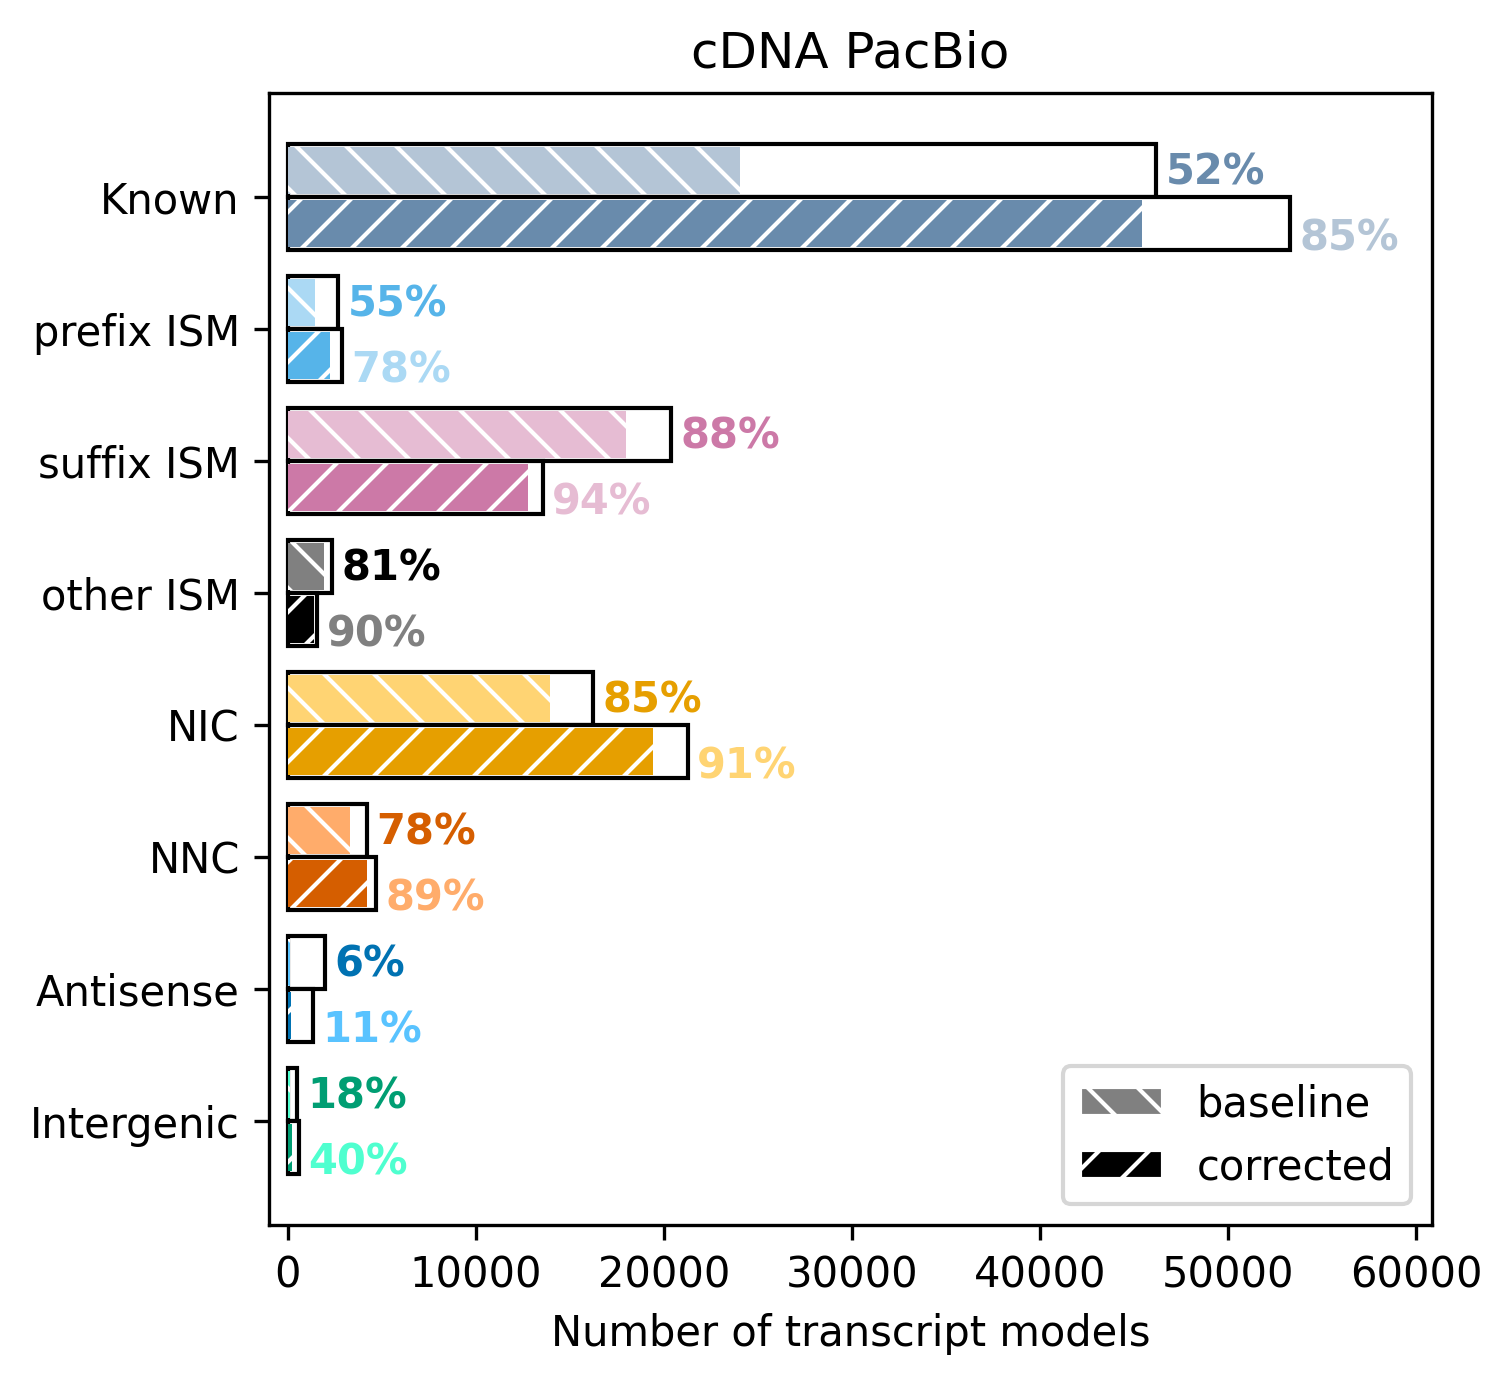 cDNA PacBio
Known
52%
85%
prefix ISM
55%
78%
suffix ISM
88%
94%
other ISM
81%
90%
NIC
85%
91%
NNC
78%
89%
Antisense
6%
11%
Intergenic
18%
40%
baseline
corrected
0 10000 20000 30000 40000 50000 60000
Number of transcript models